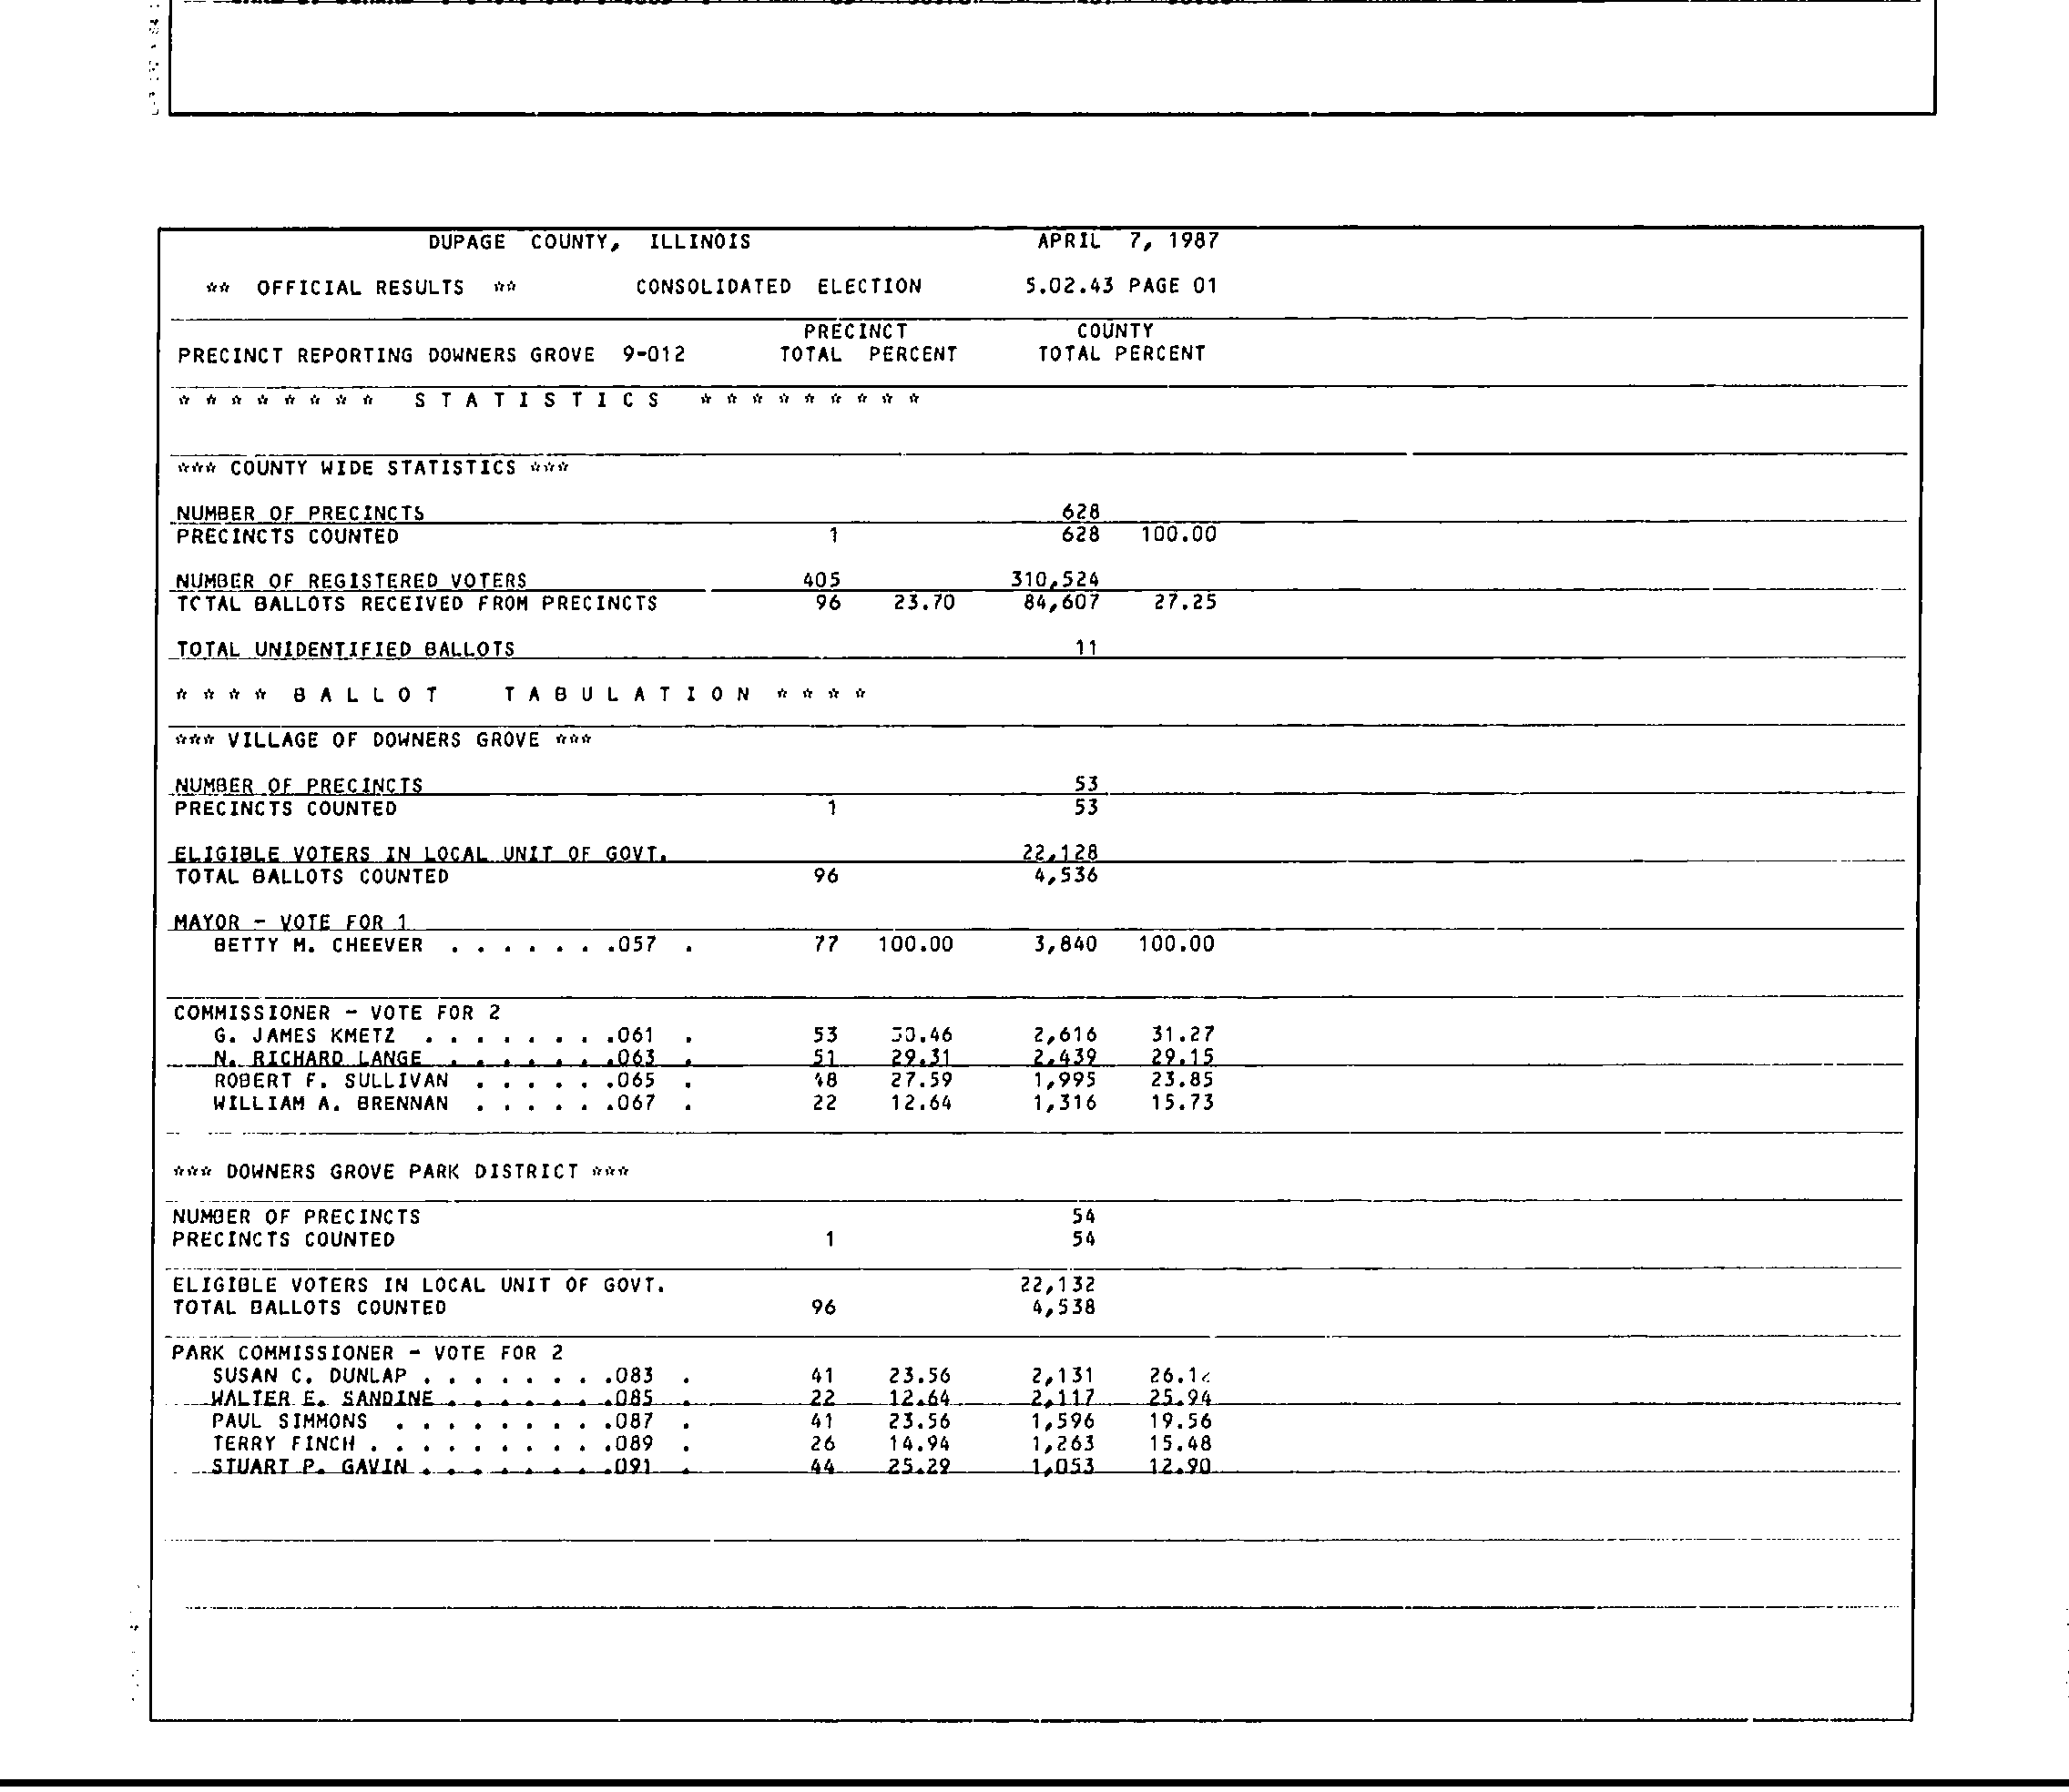 DUPAGE COUNTY, ILLINOIS APRIL 7, 1987
** OFFICIAL RESULTS ** CONSOLIDATED ELECTION 5.02.43 PAGE 01
PRECINCT COUNTY
PRECINCT REPORTING DOWNERS GROVE 9-012 TOTAL PERCENT TOTAL PERCENT
* * * * * * * * S T A T I S T I C S * * * * * * * * *
*** COUNTY WIDE STATISTICS ***
NUMBER OF PRECINCTS 628
PRECINCTS COUNTED 1 628 100.00
NUMBER OF REGISTERED VOTERS 405 310,524
TOTAL BALLOTS RECEIVED FROM PRECINCTS 96 23.70 84,607 27.25
TOTAL UNIDENTIFIED BALLOTS 11
* * * * B A L L O T T A B U L A T I O N * * * *
*** VILLAGE OF DOWNERS GROVE ***
NUMBER OF PRECINCTS 53
PRECINCTS COUNTED 1 53
ELIGIBLE VOTERS IN LOCAL UNIT OF GOVT. 22,128
TOTAL BALLOTS COUNTED 96 4,536
MAYOR - VOTE FOR 1
BETTY M. CHEEVER . . . . . . .057 . 77 100.00 3,840 100.00
COMMISSIONER - VOTE FOR 2
G. JAMES KMETZ . . . . . . . .061 . 53 30.46 2,616 31.27
N. RICHARD LANGE . . . . . . .063 . 51 29.31 2,439 29.15
ROBERT F. SULLIVAN . . . . . .065 . 48 27.59 1,995 23.85
WILLIAM A. BRENNAN . . . . . .067 . 22 12.64 1,316 15.73
*** DOWNERS GROVE PARK DISTRICT ***
NUMBER OF PRECINCTS 54
PRECINCTS COUNTED 1 54
ELIGIBLE VOTERS IN LOCAL UNIT OF GOVT. 22,132
TOTAL BALLOTS COUNTED 96 4,538
PARK COMMISSIONER - VOTE FOR 2
SUSAN C. DUNLAP . . . . . . . .083 . 41 23.56 2,131
WALTER E. SANDINE . . . . . . .085 . 22 12.64 2,117 25.94
PAUL SIMMONS . . . . . . . . .087 . 41 23.56 1,596 19.56
TERRY FINCH . . . . . . . . . .089 . 26 14.94 1,263 15.48
STUART P. GAVIN . . . . . . . .091 . 44 25.29 1,053 12.90